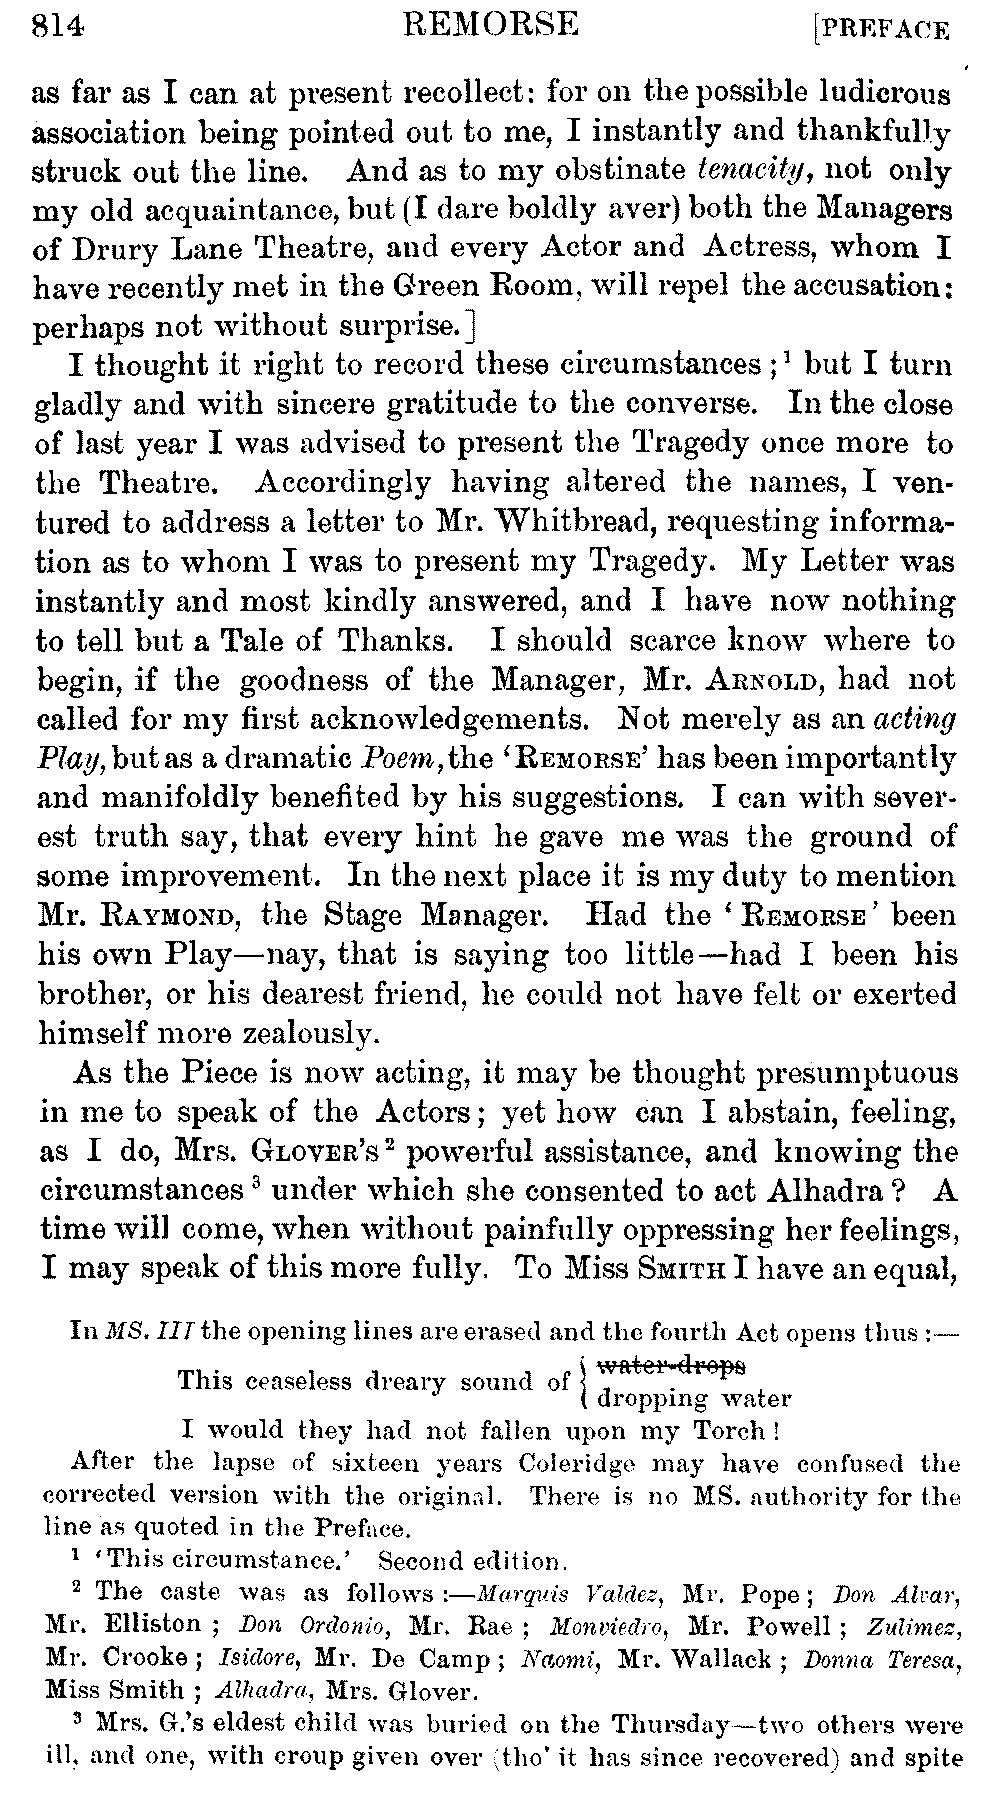 814 REMORSE [PREFACE
as far as I can at present recollect: for on the possible ludicrous
association being pointed out to me, I instantly and thankfully
struck out the line. And as to my obstinate tenacity, not only
my old acquaintance, but (I dare boldly aver) both the Managers
of Drury Lane Theatre, and every Actor and Actress, whom I
have recently met in the Green Room, will repel the accusation:
perhaps not without surprise.]
I thought it right to record these circumstances ;¹ but I turn
gladly and with sincere gratitude to the converse. In the close
of last year I was advised to present the Tragedy once more to
the Theatre. Accordingly having altered the names, I ven-
tured to address a letter to Mr. Whitbread, requesting informa-
tion as to whom I was to present my Tragedy. My Letter was
instantly and most kindly answered, and I have now nothing
to tell but a Tale of Thanks. I should scarce know where to
begin, if the goodness of the Manager, Mr. ARNOLD, had not
called for my first acknowledgements. Not merely as an acting
Play, but as a dramatic Poem, the ‘REMORSE’ has been importantly
and manifoldly benefited by his suggestions. I can with sever-
est truth say, that every hint he gave me was the ground of
some improvement. In the next place it is my duty to mention
Mr. RAYMOND, the Stage Manager. Had the ‘REMORSE’ been
his own Play—nay, that is saying too little—had I been his
brother, or his dearest friend, he could not have felt or exerted
himself more zealously.
As the Piece is now acting, it may be thought presumptuous
in me to speak of the Actors; yet how can I abstain, feeling,
as I do, Mrs. GLOVER'S² powerful assistance, and knowing the
circumstances³ under which she consented to act Alhadra? A
time will come, when without painfully oppressing her feelings,
I may speak of this more fully. To Miss SMITH I have an equal,
In MS. III the opening lines are erased and the fourth Act opens thus :—
water-drops
This ceaseless dreary sound of {
dropping water
I would they had not fallen upon my Torch!
After the lapse of sixteen years Coleridge may have confused the
corrected version with the original. There is no MS. authority for the
line as quoted in the Preface.
¹ ‘This circumstance.’ Second edition.
² The caste was as follows :—Marquis Valdez, Mr. Pope; Don Alvar,
Mr. Elliston ; Don Ordonio, Mr. Rae ; Monviedro, Mr. Powell ; Zulimez,
Mr. Crooke ; Isidore, Mr. De Camp ; Naomi, Mr. Wallack ; Donna Teresa,
Miss Smith ; Alhadra, Mrs. Glover.
³ Mrs. G.'s eldest child was buried on the Thursday—two others were
ill, and one, with croup given over (tho' it has since recovered) and spite